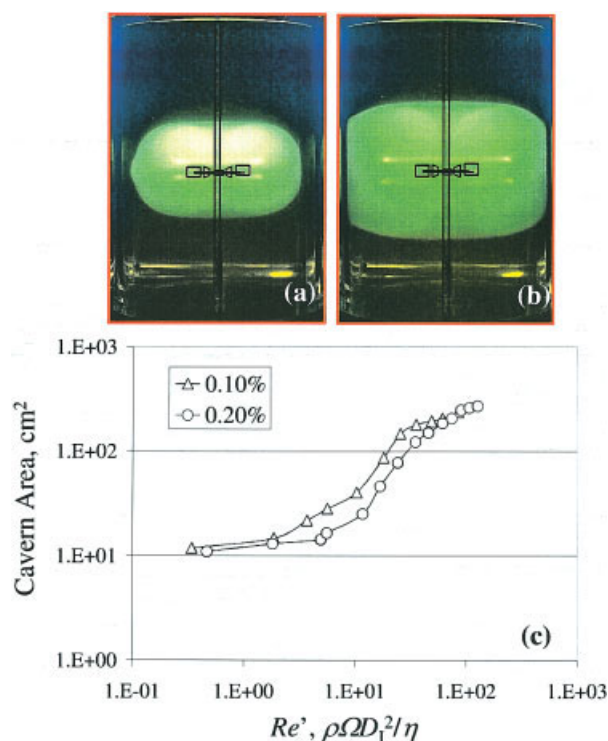 (a)
(b)
1.E+03
0.10%
0.20%
1.E+02
Cavern Area, cm²
1.E+01
(c)
1.E+00
1.E-01
1.E+00
1.E+01
1.E+02
1.E+03
Re', ρΩD_I²/η